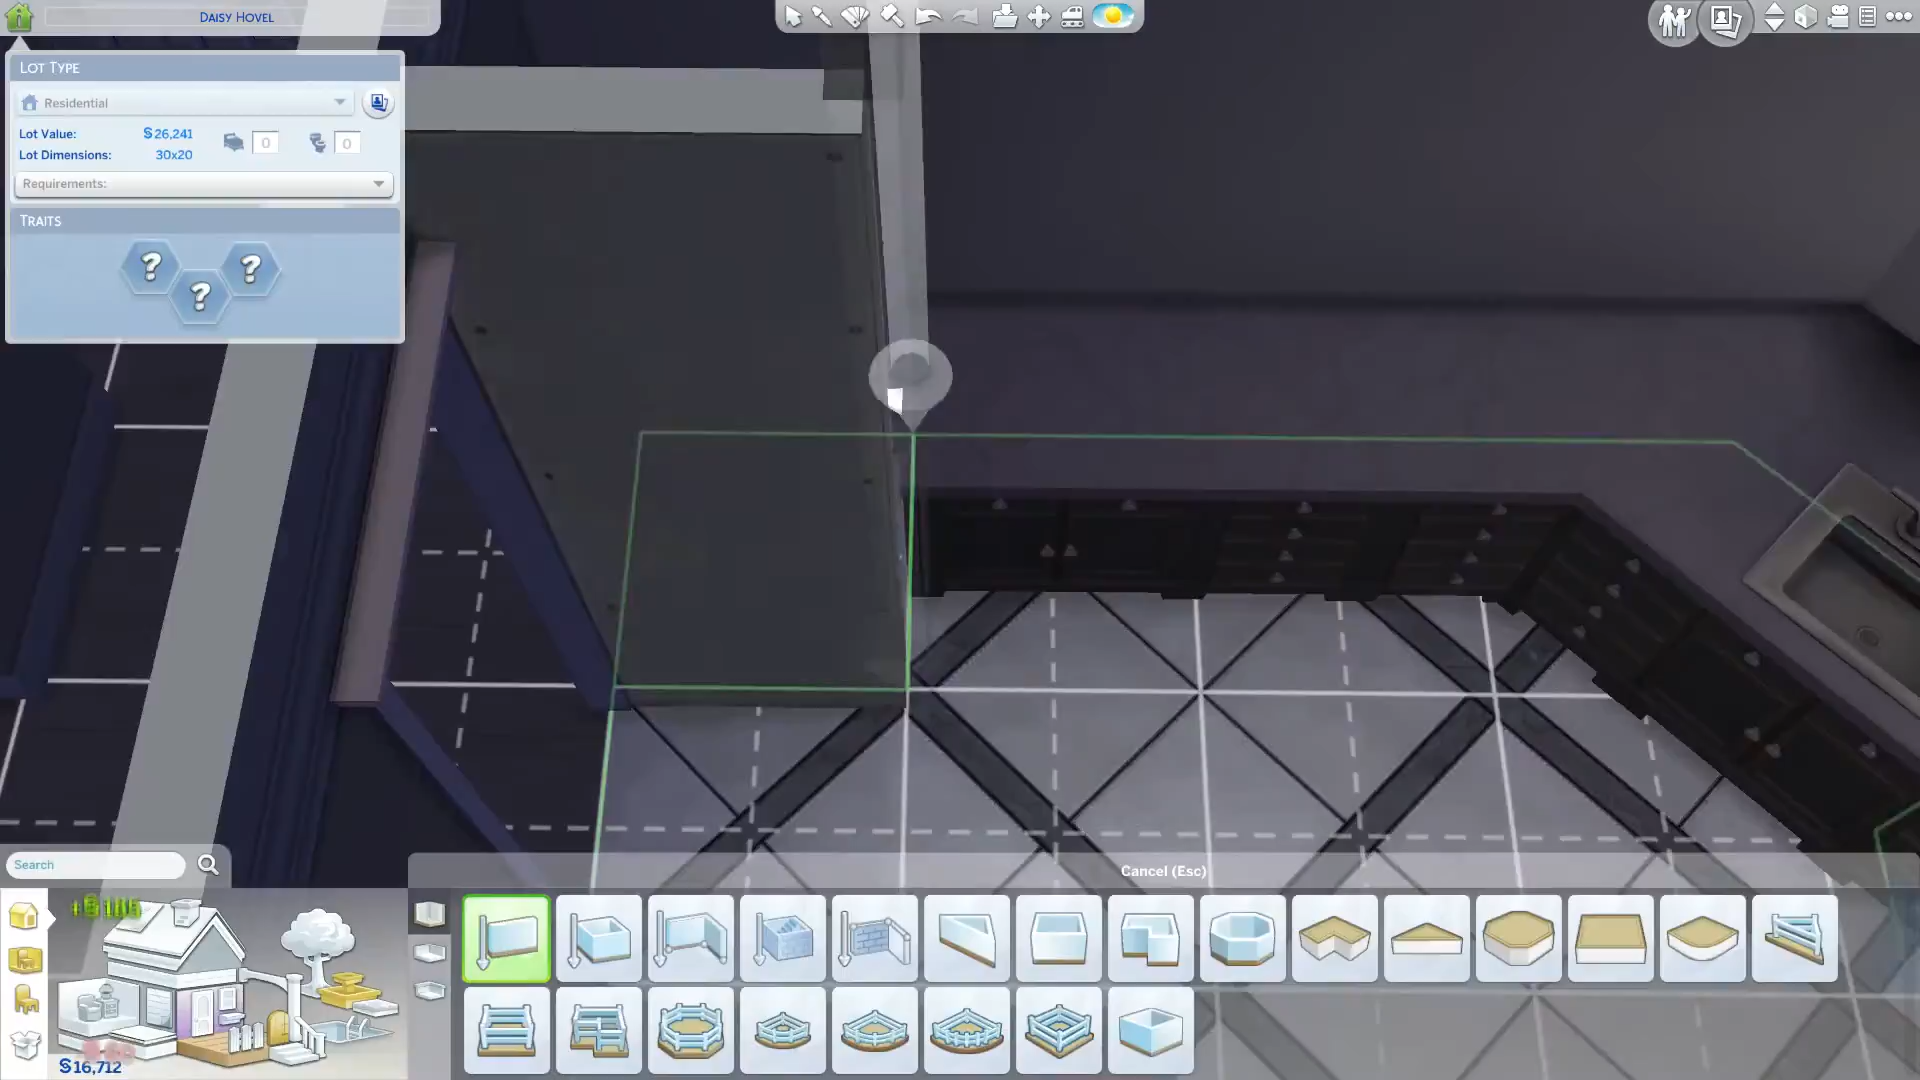 DAISY HOVEL
LOT TYPE
Residential
Lot Value: $26,241 0 0
Lot Dimensions: 30x20
Requirements:
TRAITS
? ? ?
Cancel (Esc)
Search
$16,712